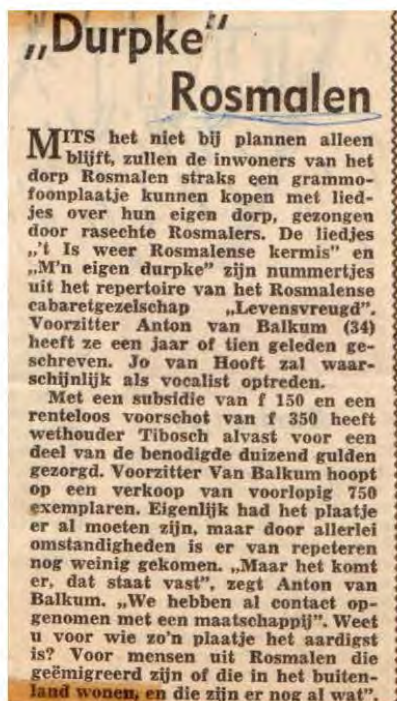 „Durpke"
Rosmalen
MITS het niet bij plannen alleen
blijft, zullen de inwoners van het
dorp Rosmalen straks een grammo-
foonplaatje kunnen kopen met lied-
jes over hun eigen dorp, gezongen
door rasechte Rosmalers. De liedjes
„'t Is weer Rosmalense kermis" en
„M'n eigen durpke" zijn nummertjes
uit het repertoire van het Rosmalense
cabaretgezelschap „Levensvreugd".
Voorzitter Anton van Balkum (34)
heeft ze een jaar of tien geleden ge-
schreven. Jo van Hooft zal waar-
schijnlijk als vocalist optreden.
Met een subsidie van f 150 en een
renteloos voorschot van f 350 heeft
wethouder Tibosch alvast voor een
deel van de benodigde duizend gulden
gezorgd. Voorzitter Van Balkum hoopt
op een verkoop van voorlopig 750
exemplaren. Eigenlijk had het plaatje
er al moeten zijn, maar door allerlei
omstandigheden is er van repeteren
nog weinig gekomen. „Maar het komt
er, dat staat vast", zegt Anton van
Balkum. „We hebben al contact op-
genomen met een maatschappij". Weet
u voor wie zo'n plaatje het aardigst
is? Voor mensen uit Rosmalen die
geëmigreerd zijn of die in het buiten-
land wonen, en die zijn er nog al wat".